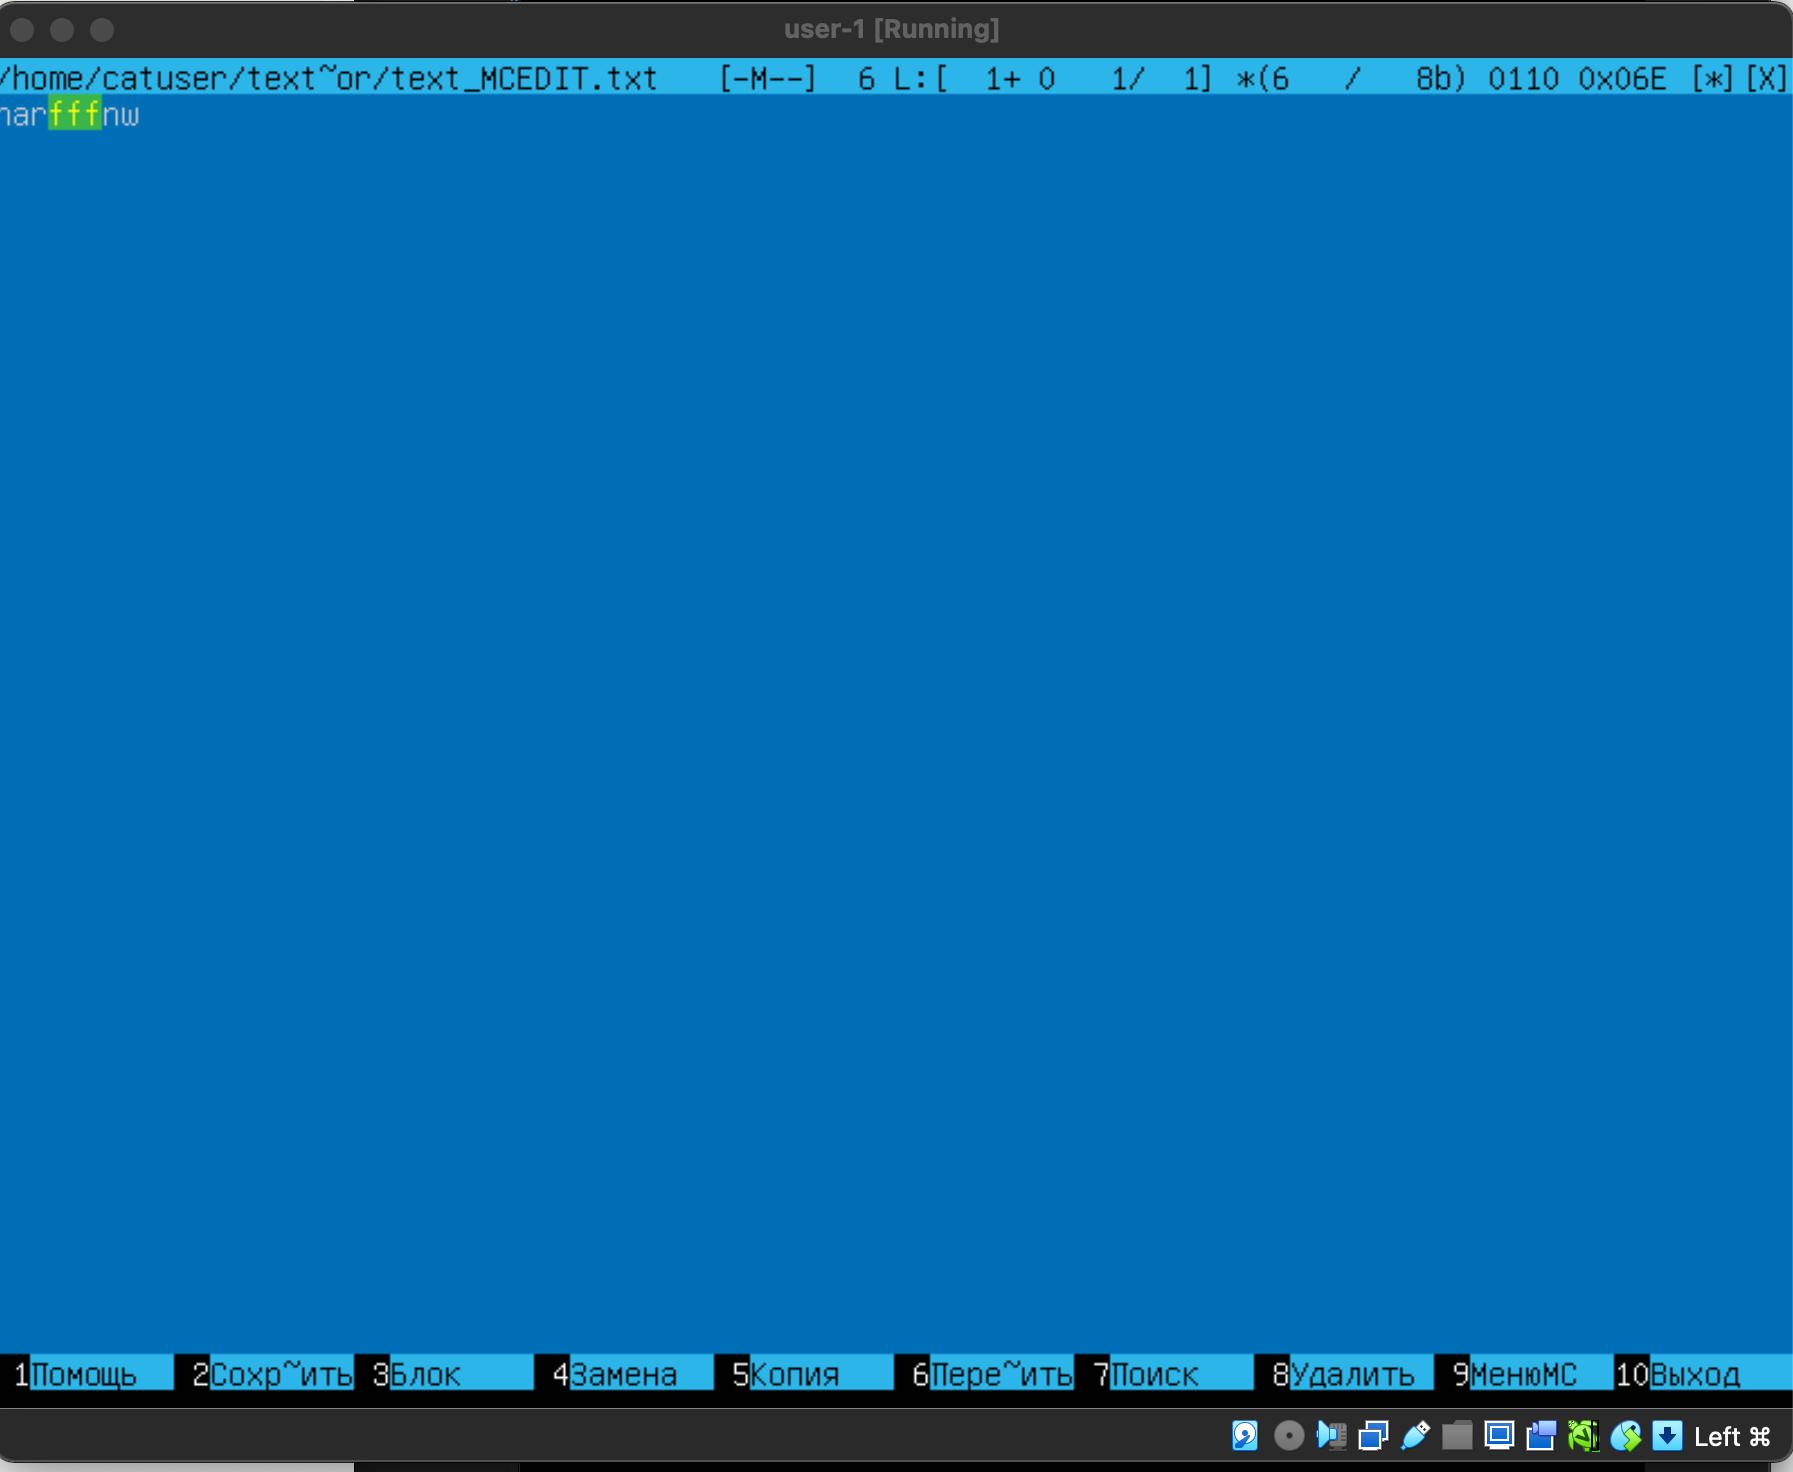 user-1 [Running]
/home/catuser/text~or/text_MCEDIT.txt [-M--] 6 L:[ 1+ 0 1/ 1] *(6 / 8b) 0110 0x06E [*][X]
narfffnw
1Помощь 2Сохр~ить 3Блок 4Замена 5Копия 6Пере~ить 7Поиск 8Удалить 9МенюМС 10Выход
Left ⌘